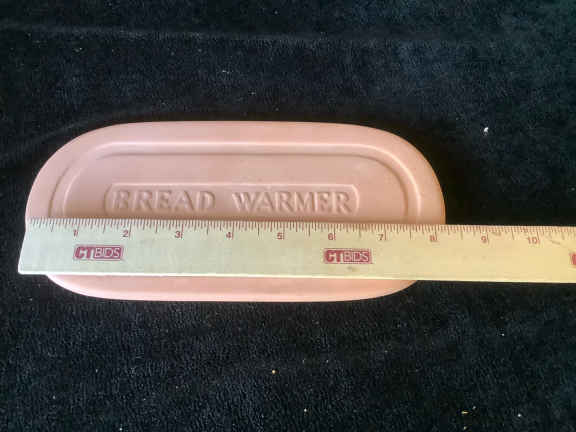 BREAD WARMER
1 2 3 4 5 6 7 8 9 10
CTBIDS CTBIDS